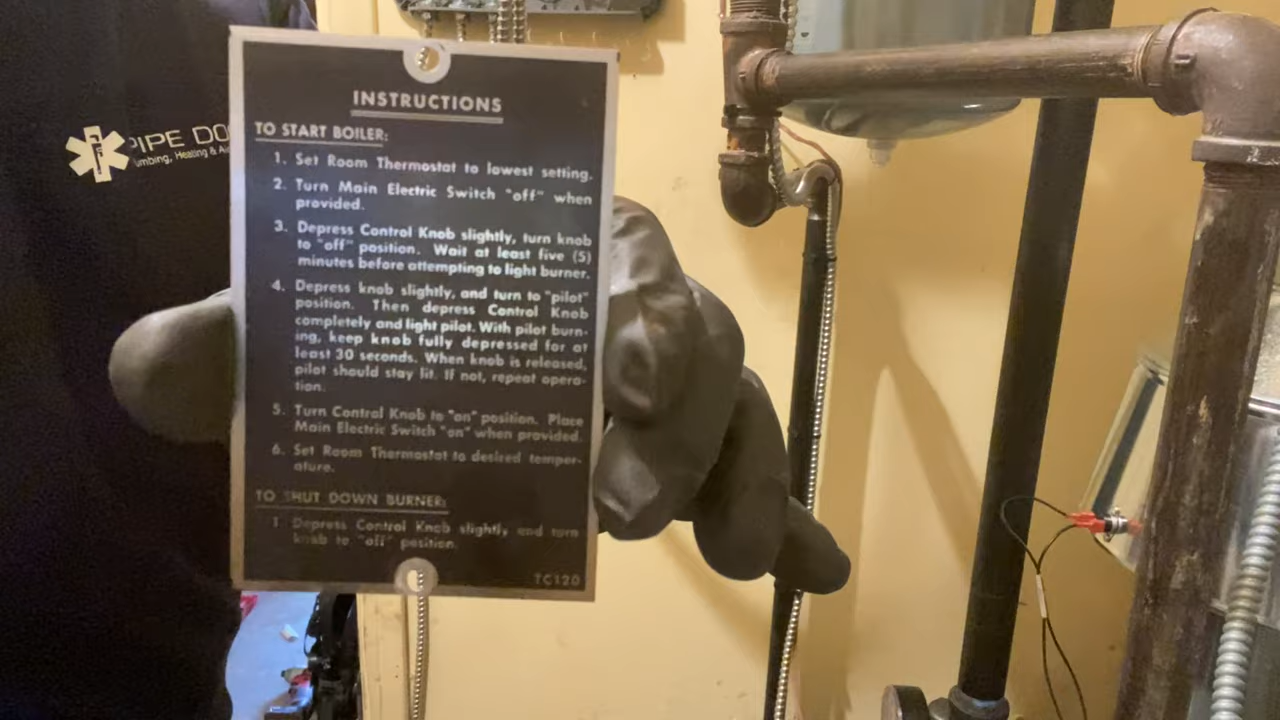 INSTRUCTIONS
TO START BOILER:
1. Set Room Thermostat to lowest setting.
2. Turn Main Electric Switch "off" when
provided.
3. Depress Control Knob slightly, turn knob
to "off" position. Wait at least five (5)
minutes before attempting to light burner.
4. Depress knob slightly, and turn to "pilot"
position. Then depress Control Knob
completely and light pilot. With pilot burn-
ing, keep knob fully depressed for at
least 30 seconds. When knob is released,
pilot should stay lit. If not, repeat opera-
tion.
5. Turn Control Knob to "on" position. Place
Main Electric Switch "on" when provided.
6. Set Room Thermostat to desired temper-
ature.
TO SHUT DOWN BURNER:
1 Depress Control Knob slightly and turn
knob to "off" position.
TC120
PIPE DO
umbing, Heating & Ai